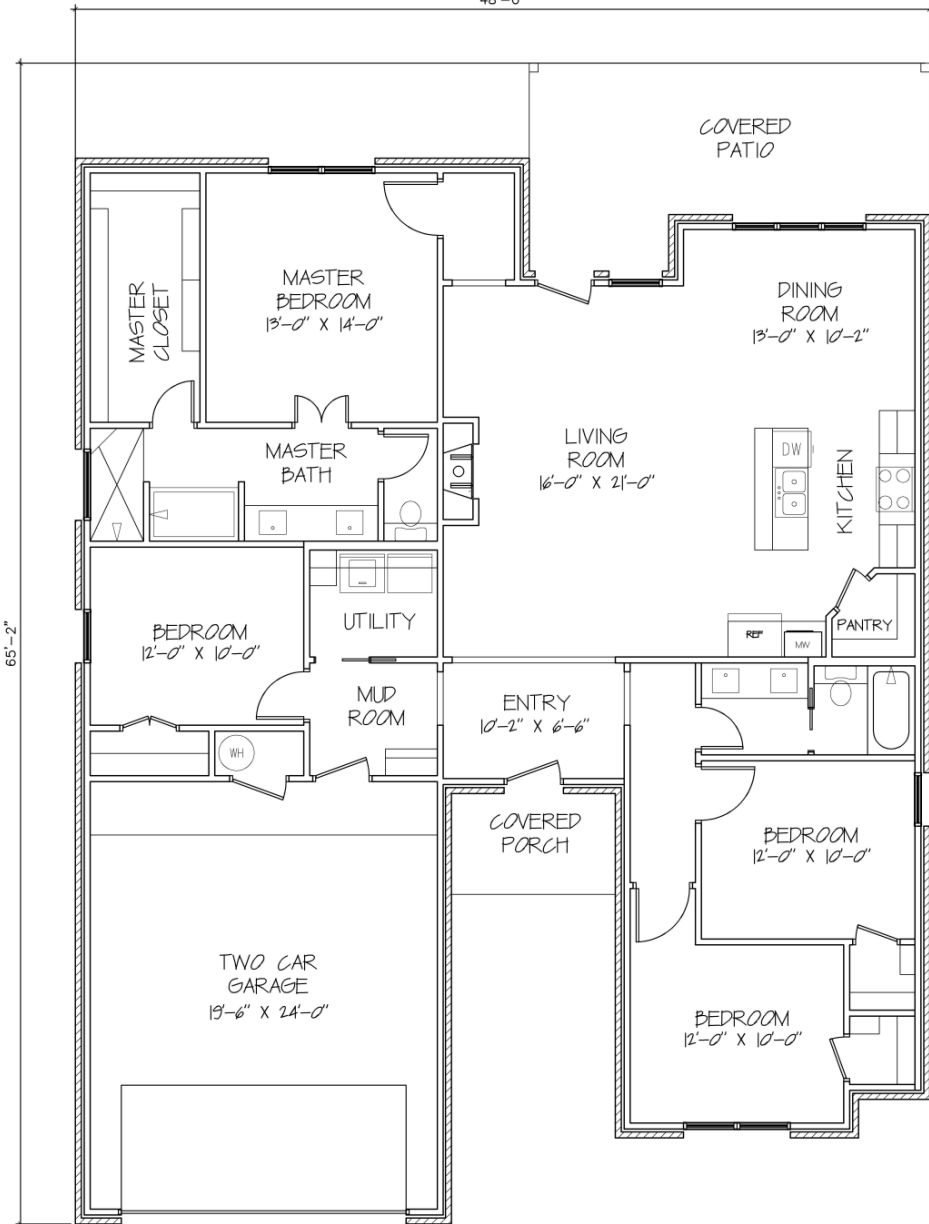 COVERED
PATIO
MASTER
BEDROOM
13'-0" X 14'-0"
MASTER
CLOSET
DINING
ROOM
13'-0" X 10'-2"
MASTER
BATH
LIVING
ROOM
16'-0" X 21'-0"
DW
KITCHEN
65'-2"
BEDROOM
12'-0" X 10'-0"
UTILITY
REF
MW
PANTRY
MUD
ROOM
ENTRY
10'-2" X 6'-6"
WH
COVERED
PORCH
BEDROOM
12'-0" X 10'-0"
TWO CAR
GARAGE
19'-6" X 24'-0"
BEDROOM
12'-0" X 10'-0"